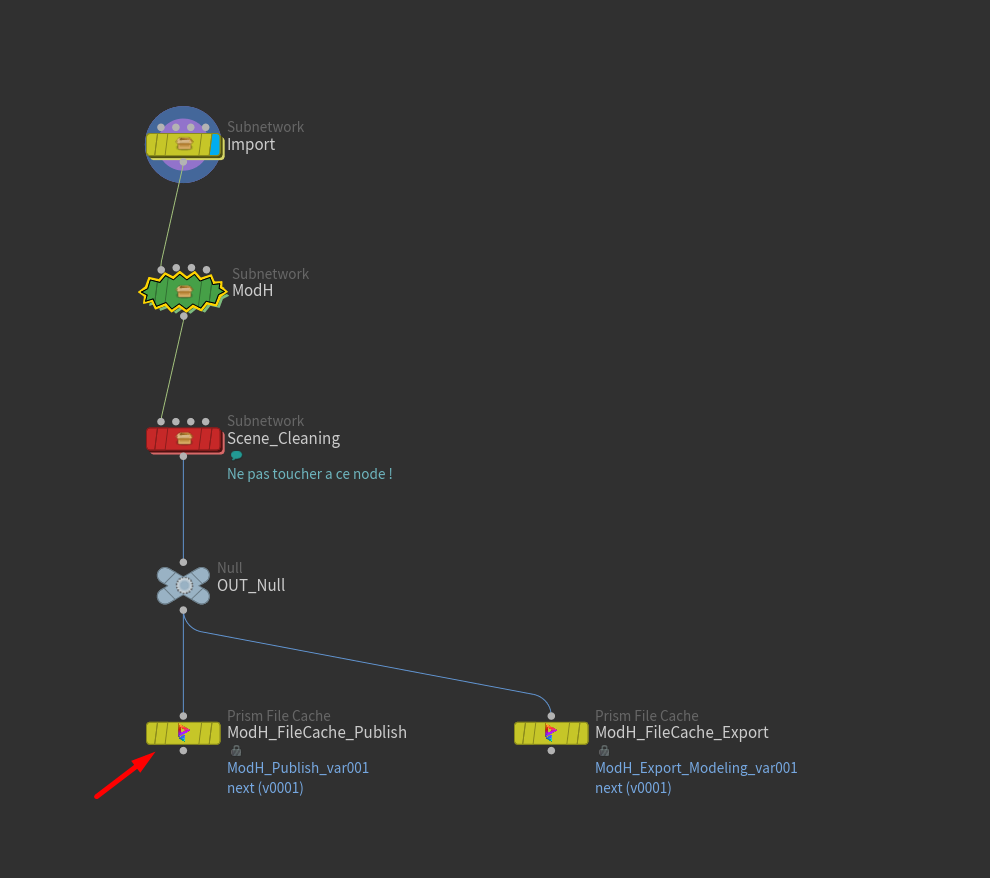 Subnetwork
Import
Subnetwork
ModH
Subnetwork
Scene_Cleaning
Ne pas toucher a ce node !
Null
OUT_Null
Prism File Cache
ModH_FileCache_Publish
ModH_Publish_var001
next (v0001)
Prism File Cache
ModH_FileCache_Export
ModH_Export_Modeling_var001
next (v0001)